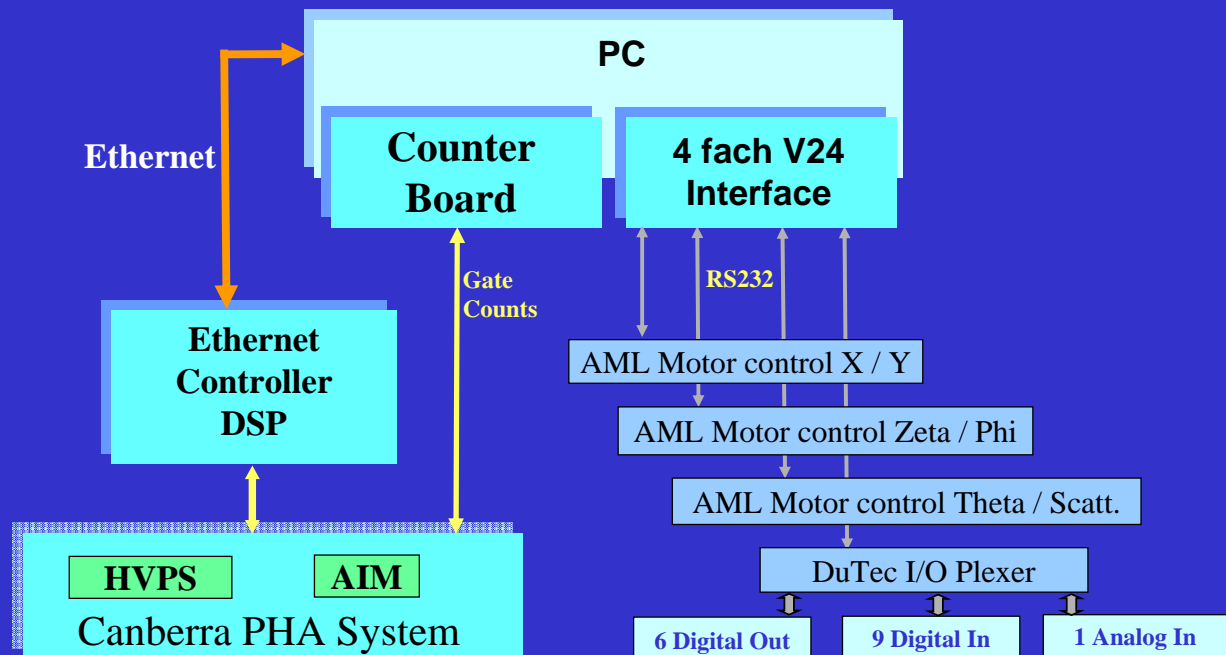 PC
Counter
Board
4 fach V24
Interface
Ethernet
Gate
Counts
RS232
Ethernet
Controller
DSP
AML Motor control X / Y
AML Motor control Zeta / Phi
AML Motor control Theta / Scatt.
DuTec I/O Plexer
HVPS
AIM
Canberra PHA System
6 Digital Out
9 Digital In
1 Analog In